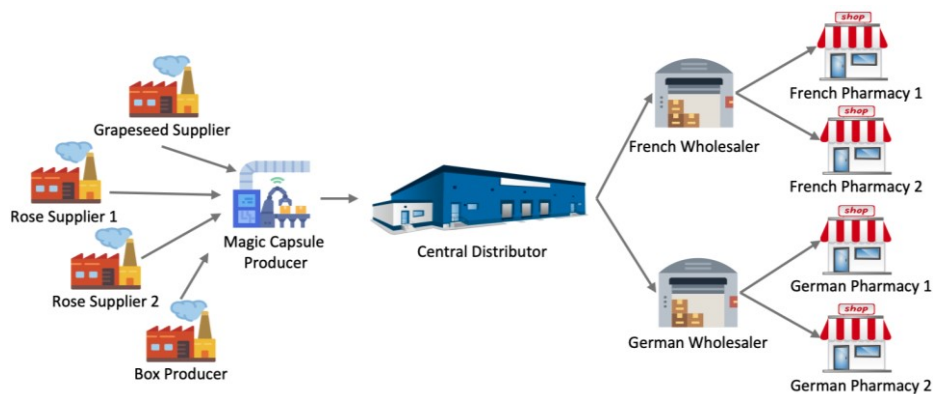 shop
French Pharmacy 1
Grapeseed Supplier
French Wholesaler
shop
French Pharmacy 2
Rose Supplier 1
Magic Capsule
Producer
Central Distributor
shop
German Pharmacy 1
Rose Supplier 2
German Wholesaler
shop
German Pharmacy 2
Box Producer